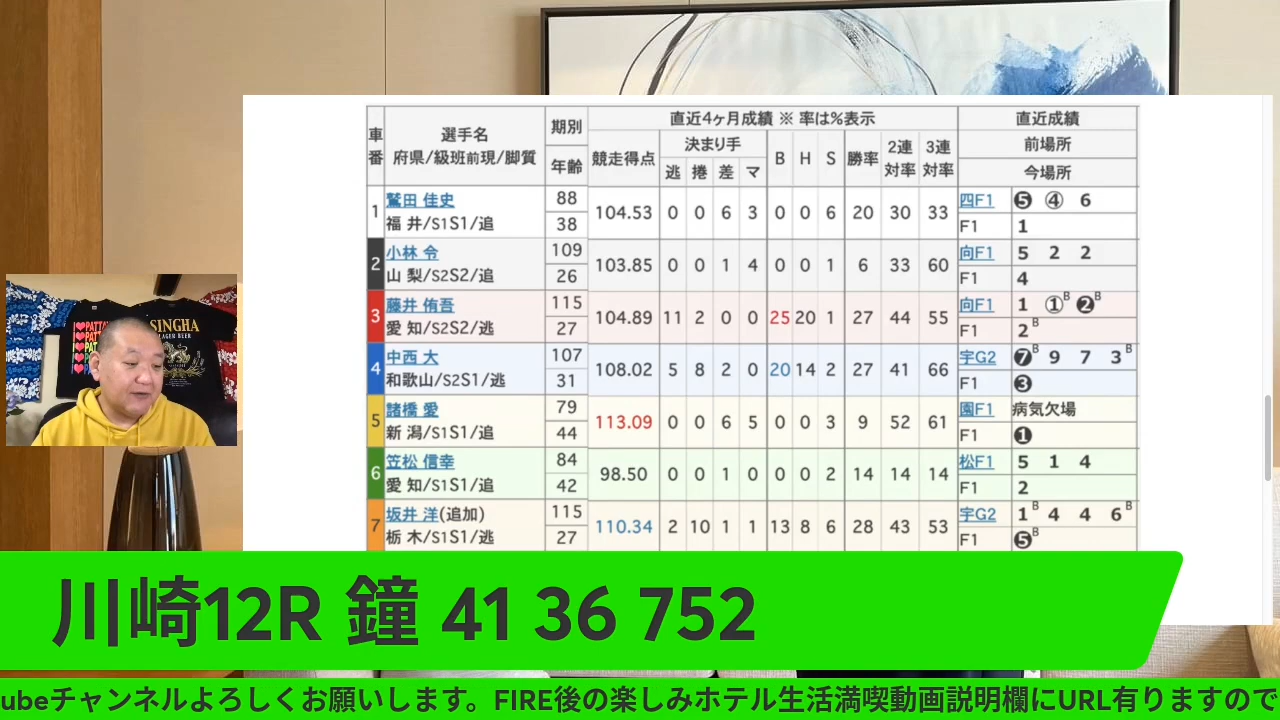 直近4ヶ月成績 ※ 率は%表示 直近成績
車番 選手名 府県/級班前現/脚質 期別 年齢 競走得点 決まり手 逃 捲 差 マ B H S 勝率 2連対率 3連対率 前場所 今場所
1 鷲田 佳史 88 104.53 0 0 6 3 0 0 6 20 30 33 四F1 ❺ ④ 6
福 井/S1S1/追 38 F1 1
2 小林 令 109 103.85 0 0 1 4 0 0 1 6 33 60 向F1 5 2 2
山 梨/S2S2/追 26 F1 4
3 藤井 侑吾 115 104.89 11 2 0 0 25 20 1 27 44 55 向F1 1 ①B ❷B
愛 知/S2S2/逃 27 F1 2B
4 中西 大 107 108.02 5 8 2 0 20 14 2 27 41 66 宇G2 ❼B 9 7 3B
和歌山/S2S1/逃 31 F1 ❸
5 諸橋 愛 79 113.09 0 0 6 5 0 0 3 9 52 61 園F1 病気欠場
新 潟/S1S1/追 44 F1 ❶
6 笠松 信幸 84 98.50 0 0 1 0 0 0 2 14 14 14 松F1 5 1 4
愛 知/S1S1/追 42 F1 2
7 坂井 洋(追加) 115 110.34 2 10 1 1 13 8 6 28 43 53 宇G2 1B 4 4 6B
栃 木/S1S1/逃 27 F1 ❺B
I❤PATTA
I❤PATT
I❤PAT
SINGHA
LAGER BEER
川崎12R 鐘 41 36 752
ubeチャンネルよろしくお願いします。FIRE後の楽しみホテル生活満喫動画説明欄にURL有りますので